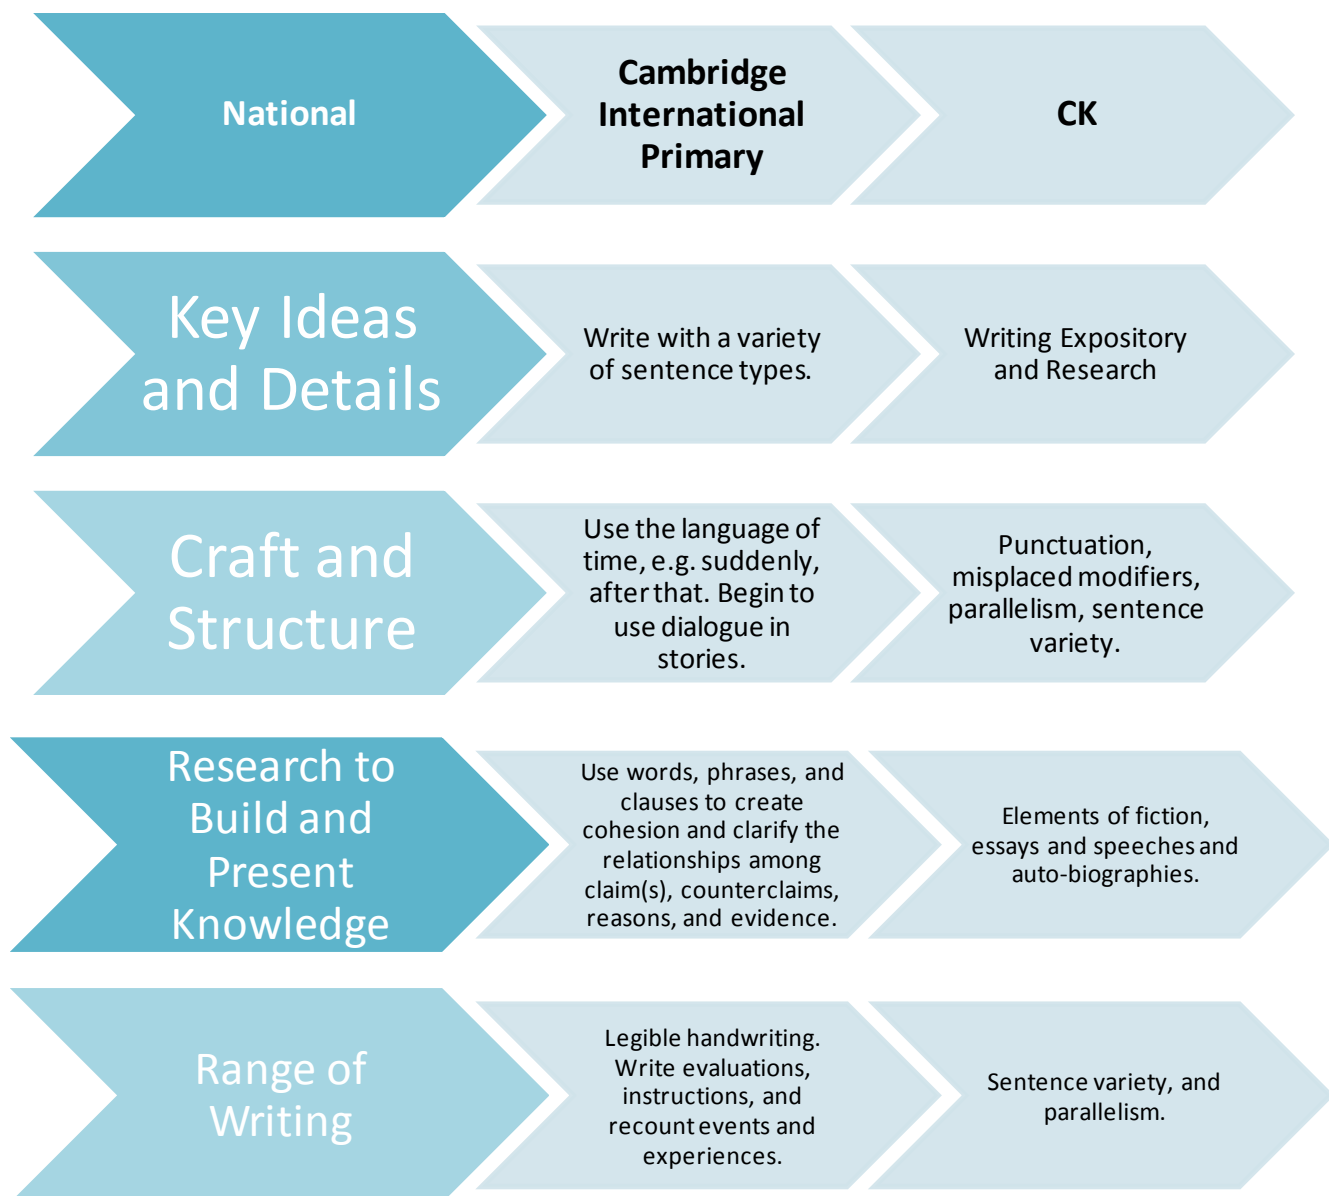 National
Cambridge
International
Primary
CK
Key Ideas
and Details
Write with a variety
of sentence types.
Writing Expository
and Research
Craft and
Structure
Use the language of
time, e.g. suddenly,
after that. Begin to
use dialogue in
stories.
Punctuation,
misplaced modifiers,
parallelism, sentence
variety.
Research to
Build and
Present
Knowledge
Use words, phrases, and
clauses to create
cohesion and clarify the
relationships among
claim(s), counterclaims,
reasons, and evidence.
Elements of fiction,
essays and speeches and
auto-biographies.
Range of
Writing
Legible handwriting.
Write evaluations,
instructions, and
recount events and
experiences.
Sentence variety, and
parallelism.